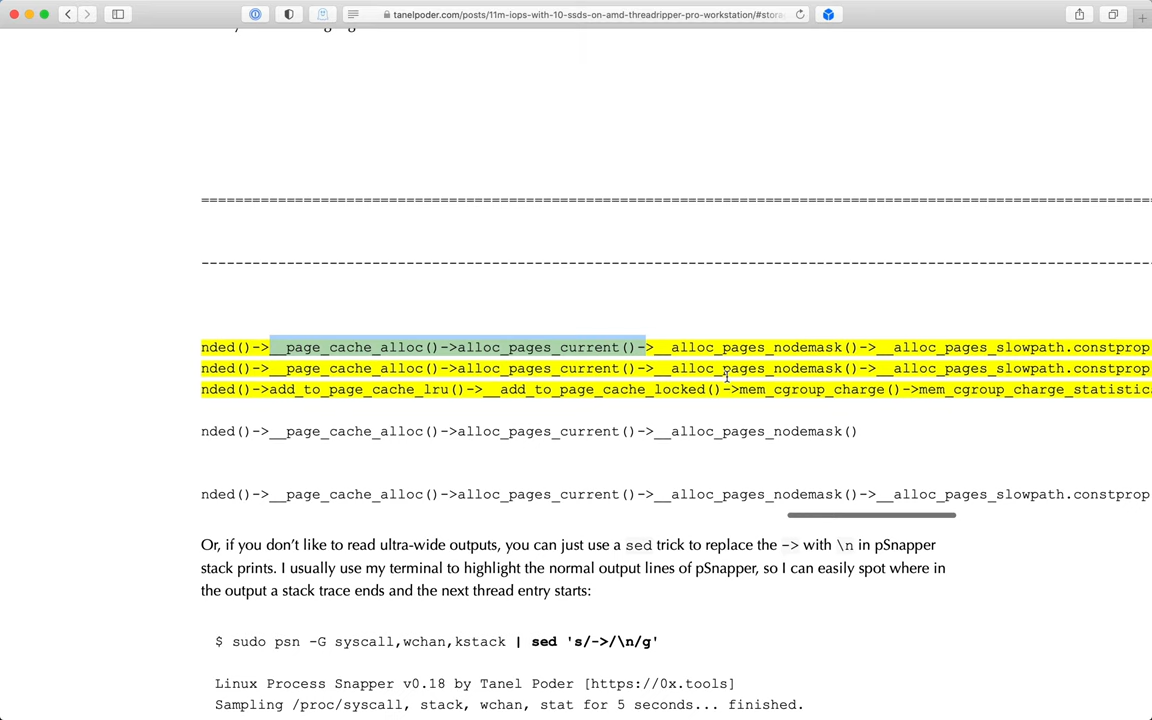 tanelpoder.com/posts/11m-iops-with-10-ssds-on-amd-threadripper-pro-workstation/#stora
================================================================================================================
----------------------------------------------------------------------------------------------------------------
nded()->__page_cache_alloc()->alloc_pages_current()->__alloc_pages_nodemask()->__alloc_pages_slowpath.constprop
nded()->__page_cache_alloc()->alloc_pages_current()->__alloc_pages_nodemask()->__alloc_pages_slowpath.constprop
nded()->add_to_page_cache_lru()->__add_to_page_cache_locked()->mem_cgroup_charge()->mem_cgroup_charge_statistic
nded()->__page_cache_alloc()->alloc_pages_current()->__alloc_pages_nodemask()
nded()->__page_cache_alloc()->alloc_pages_current()->__alloc_pages_nodemask()->__alloc_pages_slowpath.constprop
Or, if you don’t like to read ultra-wide outputs, you can just use a sed trick to replace the -> with \n in pSnapper
stack prints. I usually use my terminal to highlight the normal output lines of pSnapper, so I can easily spot where in
the output a stack trace ends and the next thread entry starts:
$ sudo psn -G syscall,wchan,kstack | sed 's/->/\n/g'
Linux Process Snapper v0.18 by Tanel Poder [https://0x.tools]
Sampling /proc/syscall, stack, wchan, stat for 5 seconds... finished.